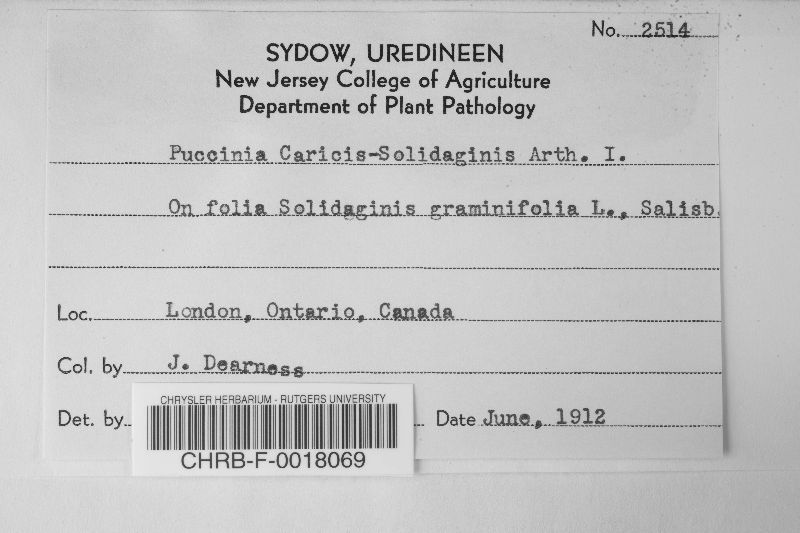 No. 2514
SYDOW, UREDINEEN
New Jersey College of Agriculture
Department of Plant Pathology
Puccinia Caricis-Solidaginis Arth. I.
On folia Solidaginis graminifolia L., Salisb.
Loc. London, Ontario, Canada
Col. by J. Dearness
Det. by Date June, 1912
CHRYSLER HERBARIUM - RUTGERS UNIVERSITY
CHRB-F-0018069